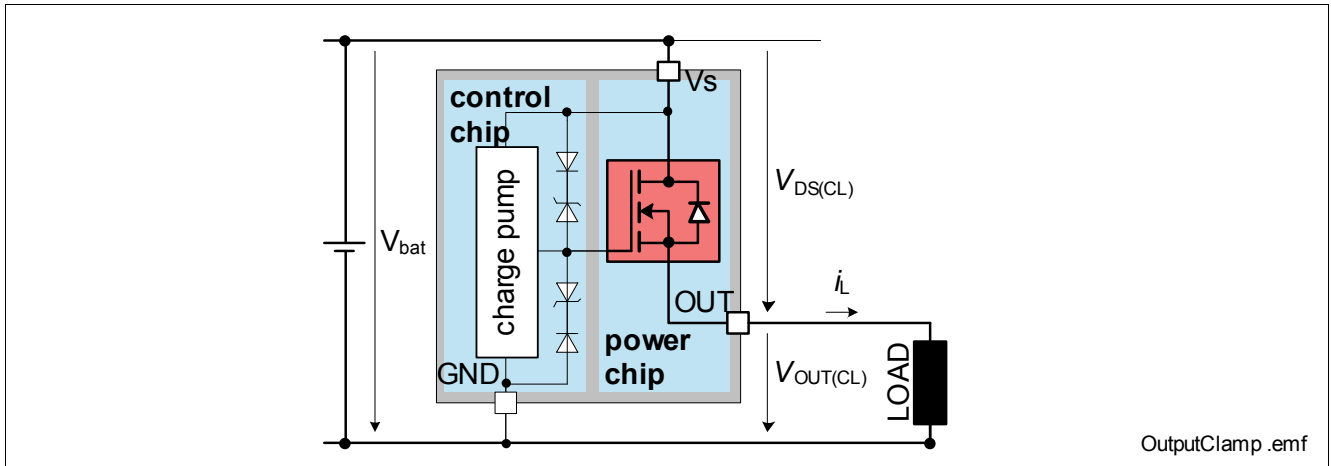 Vs
control
chip
charge pump
V_DS(CL)
V_bat
OUT
i_L
power
chip
GND
V_OUT(CL)
LOAD
OutputClamp .emf